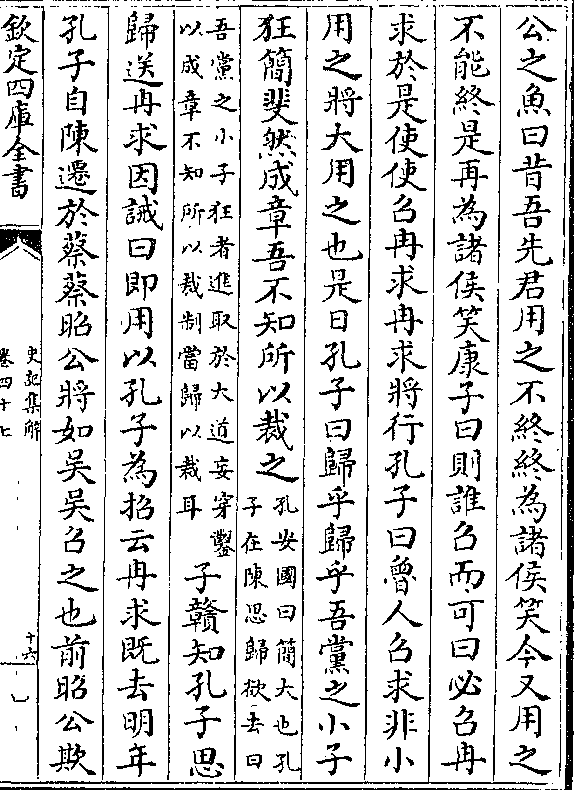 公之魚曰昔吾先君用之不終終為諸侯笑今又用之
不能終是再為諸侯笑康子曰則誰召而可曰必召冉
求於是使使召冉求冉求將行孔子曰魯人召求非小
用之將大用之也是日孔子曰歸乎歸乎吾黨之小子
狂簡斐然成章吾不知所以裁之
孔安國曰簡大也孔
子在陳思歸欲去曰
吾黨之小子狂者進取於大道妄穿鑿
以成章不知所以裁制當歸以裁耳
子贛知孔子思
歸送冉求因誡曰即用以孔子為招云冉求既去明年
孔子自陳遷於蔡蔡昭公將如吳吳召之也前昭公欺
欽定四庫全書
史記集解
卷四十七
十六